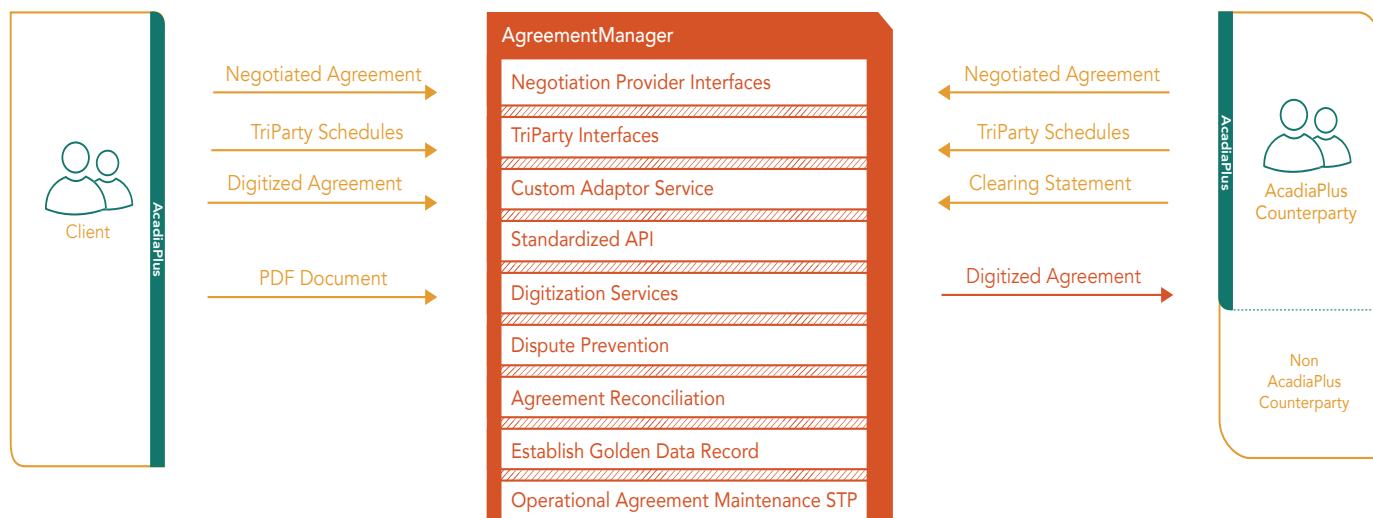 AgreementManager
Negotiated Agreement
TriParty Schedules
Digitized Agreement
PDF Document
Client
AcadiaPlus
Negotiation Provider Interfaces
TriParty Interfaces
Custom Adaptor Service
Standardized API
Digitization Services
Dispute Prevention
Agreement Reconciliation
Establish Golden Data Record
Operational Agreement Maintenance STP
Negotiated Agreement
TriParty Schedules
Clearing Statement
Digitized Agreement
AcadiaPlus
AcadiaPlus
Counterparty
Non
AcadiaPlus
Counterparty